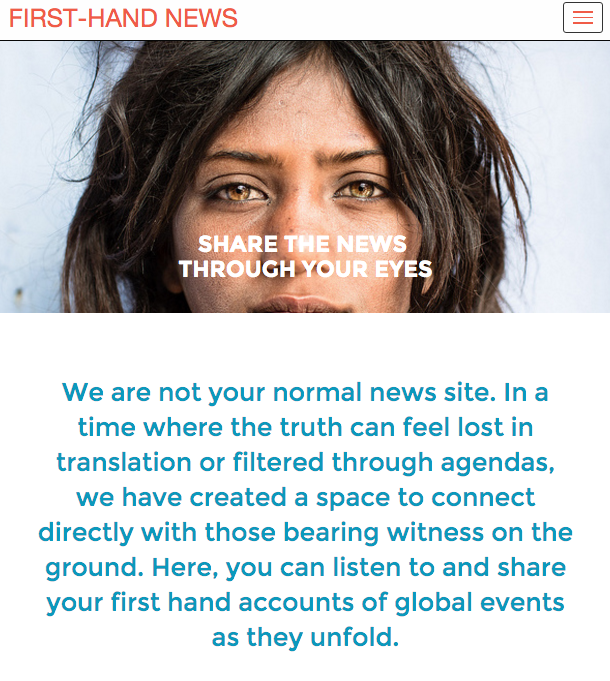 FIRST-HAND NEWS
SHARE THE NEWS
THROUGH YOUR EYES
We are not your normal news site. In a
time where the truth can feel lost in
translation or filtered through agendas,
we have created a space to connect
directly with those bearing witness on the
ground. Here, you can listen to and share
your first hand accounts of global events
as they unfold.